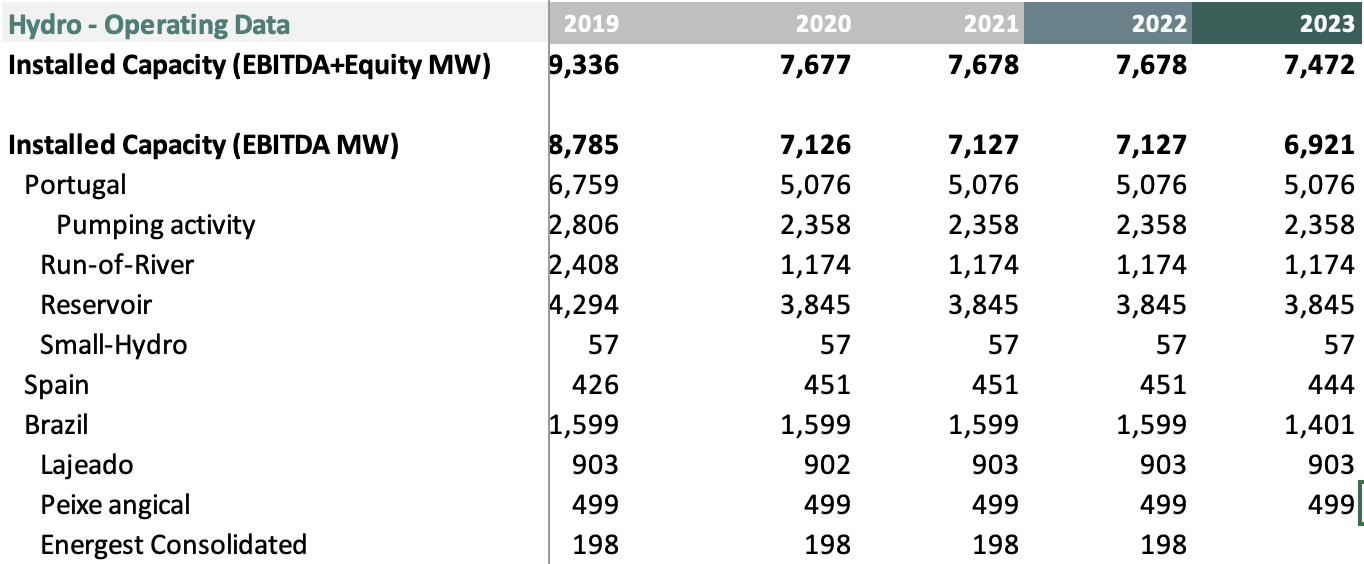 Hydro - Operating Data 2019 2020 2021 2022 2023
Installed Capacity (EBITDA+Equity MW) 9,336 7,677 7,678 7,678 7,472
Installed Capacity (EBITDA MW) 8,785 7,126 7,127 7,127 6,921
Portugal 6,759 5,076 5,076 5,076 5,076
Pumping activity 2,806 2,358 2,358 2,358 2,358
Run-of-River 2,408 1,174 1,174 1,174 1,174
Reservoir 4,294 3,845 3,845 3,845 3,845
Small-Hydro 57 57 57 57 57
Spain 426 451 451 451 444
Brazil 1,599 1,599 1,599 1,599 1,401
Lajeado 903 902 903 903 903
Peixe angical 499 499 499 499 499
Energest Consolidated 198 198 198 198